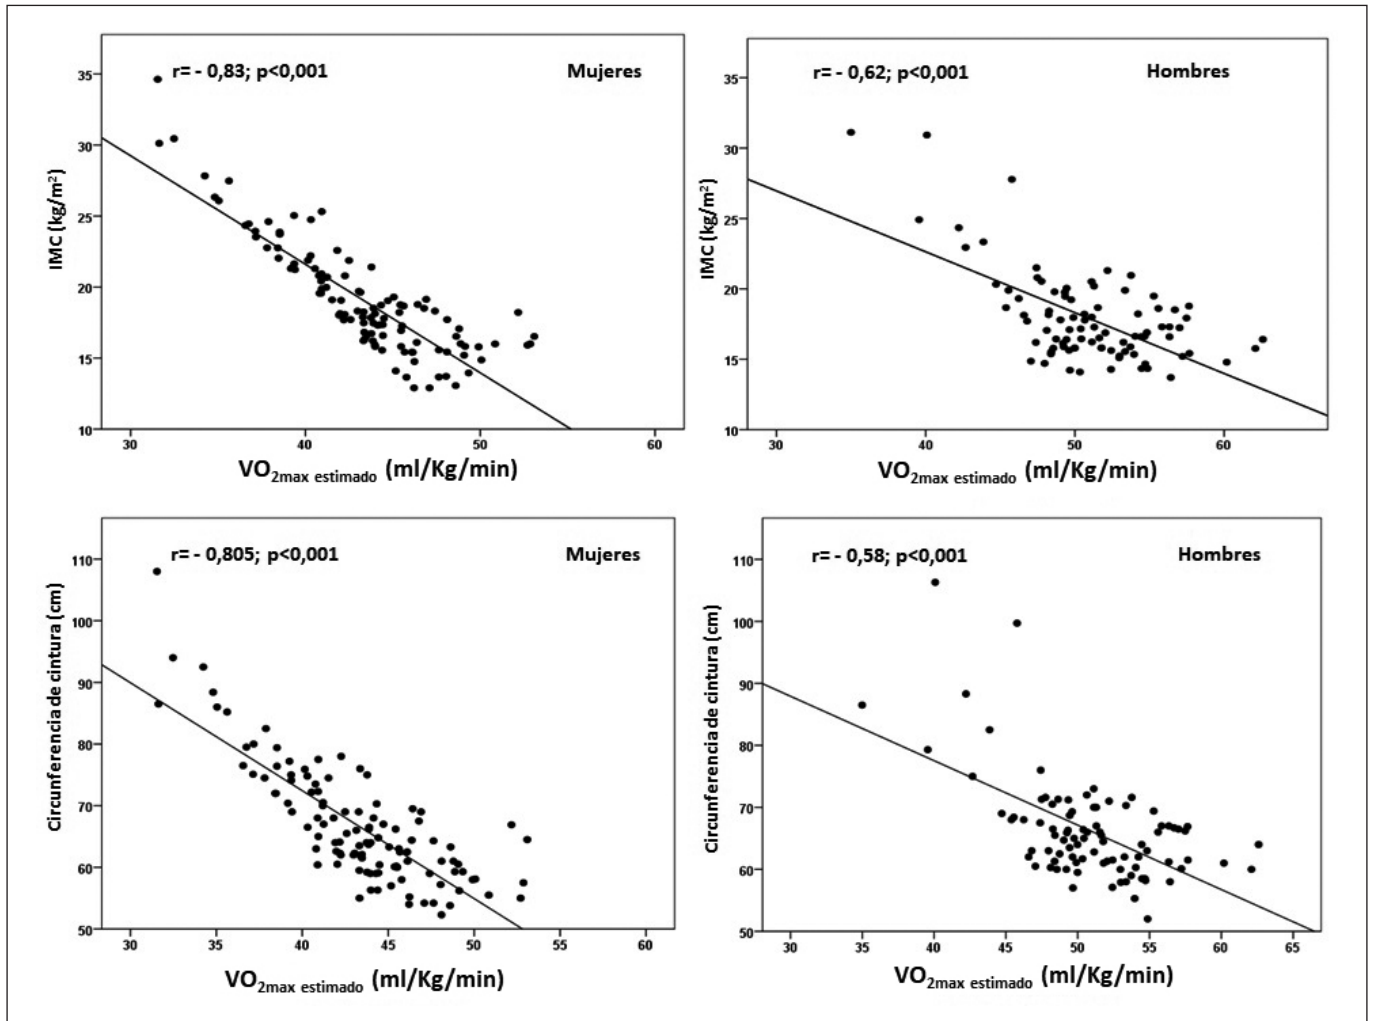 r= - 0,83; p<0,001 Mujeres
35
30
25
20
15
10
IMC (kg/m²)
30 40 50 60
VO2max estimado (ml/Kg/min)
r= - 0,62; p<0,001 Hombres
35
30
25
20
15
10
IMC (kg/m²)
30 40 50 60
VO2max estimado (ml/Kg/min)
r= - 0,805; p<0,001 Mujeres
110
100
90
80
70
60
50
Circunferencia de cintura (cm)
30 35 40 45 50 55 60
VO2max estimado (ml/Kg/min)
r= - 0,58; p<0,001 Hombres
110
100
90
80
70
60
50
Circunferencia de cintura (cm)
30 35 40 45 50 55 60 65
VO2max estimado (ml/Kg/min)